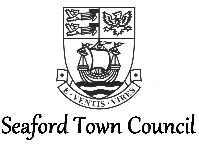 E · VENTIS · VIRES
Seaford Town Council